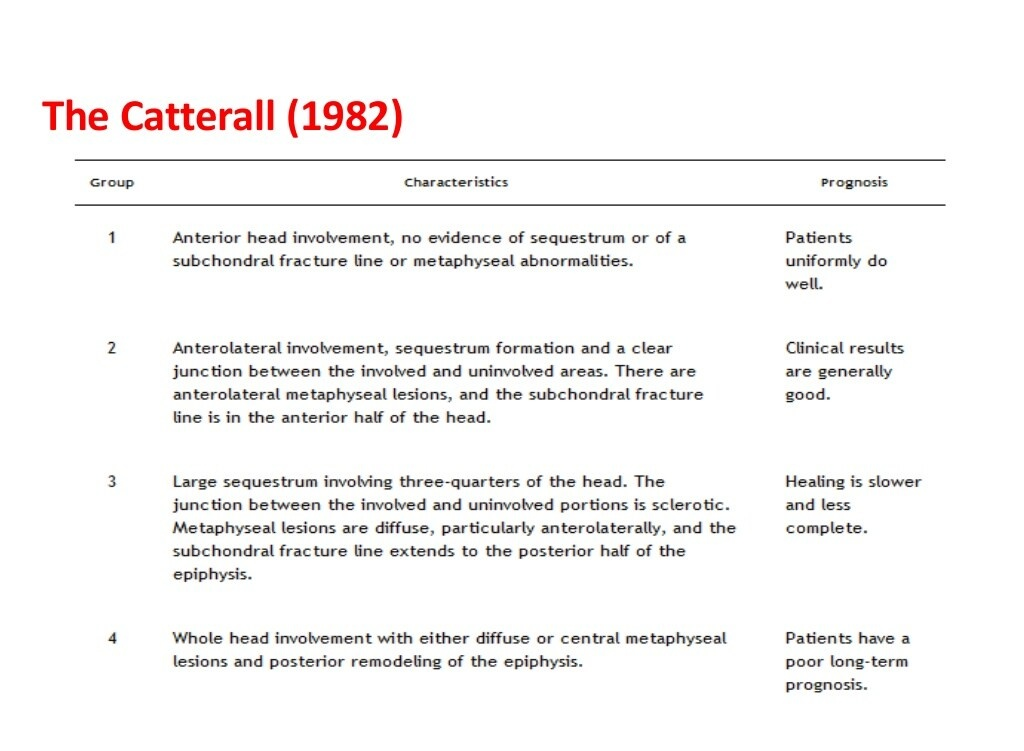 The Catterall (1982)
Group Characteristics Prognosis
1 Anterior head involvement, no evidence of sequestrum or of a Patients
subchondral fracture line or metaphyseal abnormalities. uniformly do
well.
2 Anterolateral involvement, sequestrum formation and a clear Clinical results
junction between the involved and uninvolved areas. There are are generally
anterolateral metaphyseal lesions, and the subchondral fracture good.
line is in the anterior half of the head.
3 Large sequestrum involving three-quarters of the head. The Healing is slower
junction between the involved and uninvolved portions is sclerotic. and less
Metaphyseal lesions are diffuse, particularly anterolaterally, and the complete.
subchondral fracture line extends to the posterior half of the
epiphysis.
4 Whole head involvement with either diffuse or central metaphyseal Patients have a
lesions and posterior remodeling of the epiphysis. poor long-term
prognosis.